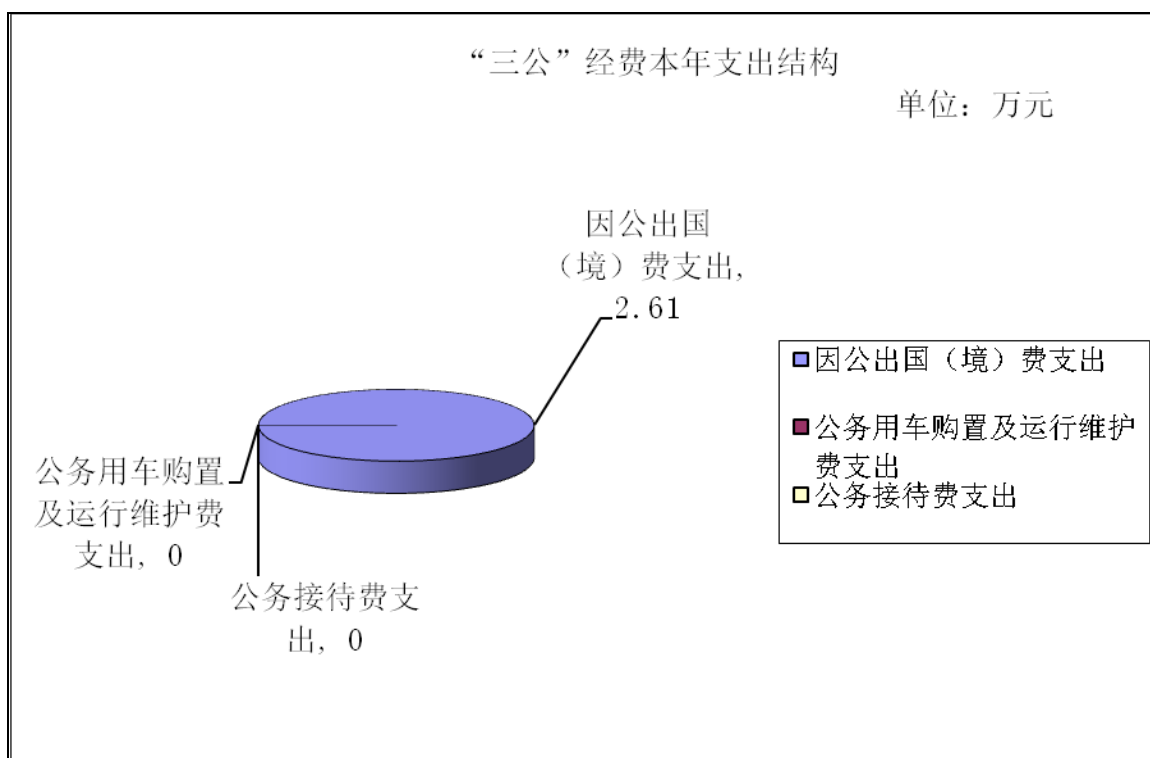 “三公”经费本年支出结构
单位：万元
因公出国
（境）费支出，
2.61
公务用车购置
及运行维护费
支出，0
公务接待费支
出，0
因公出国（境）费支出
公务用车购置及运行维护
费支出
公务接待费支出